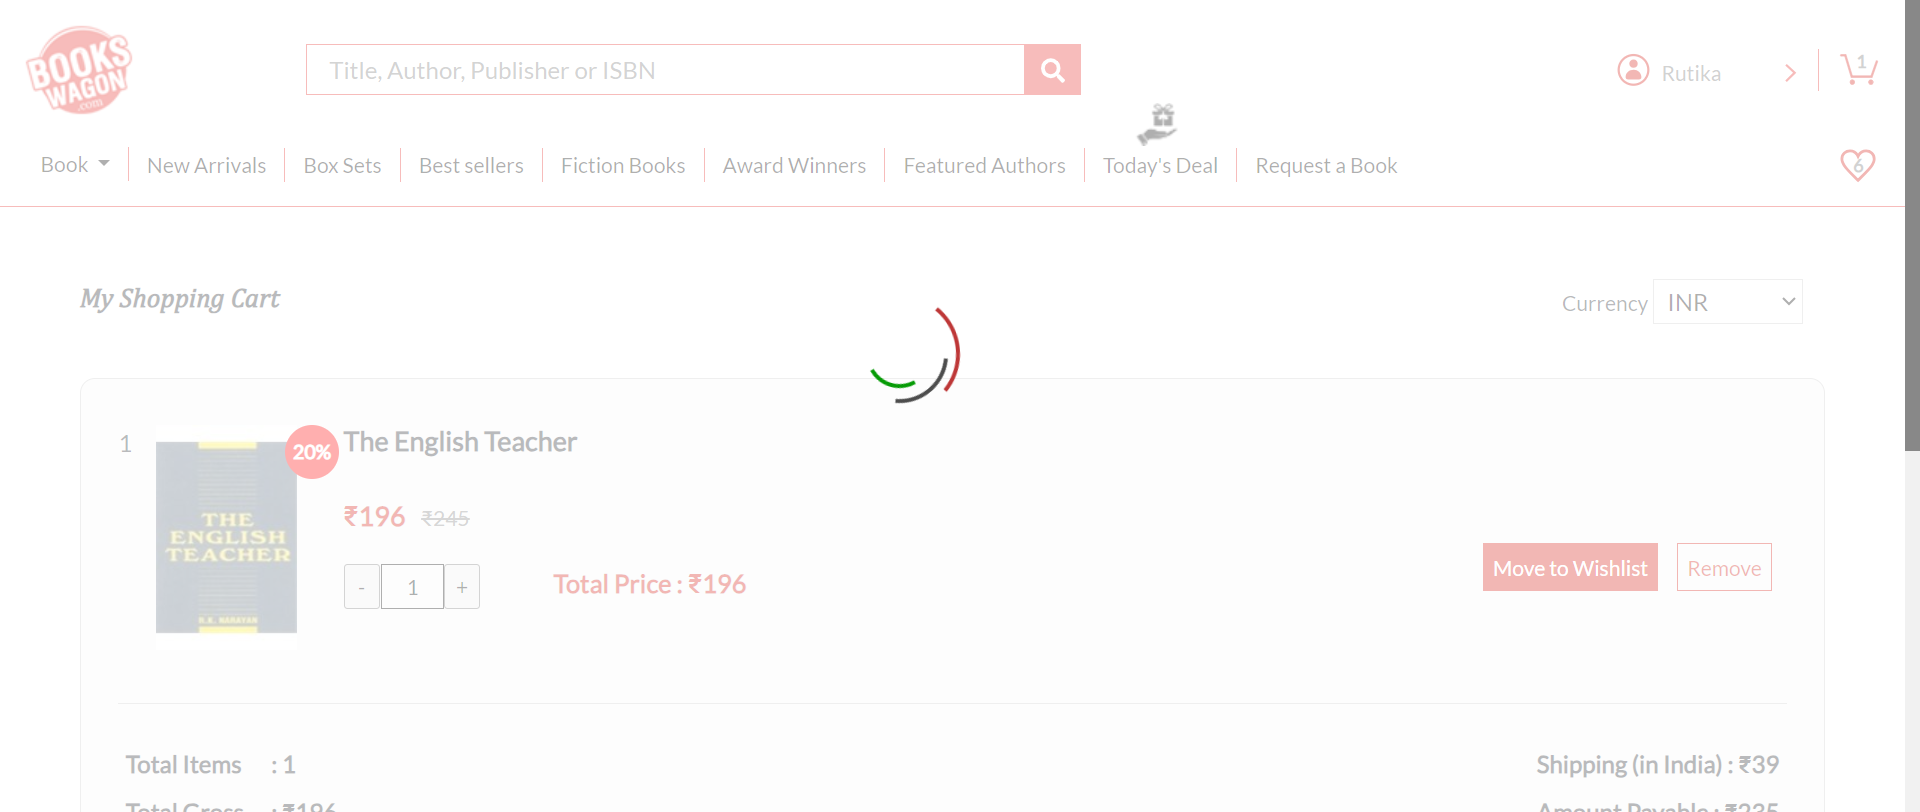 BOOKS
WAGON
.com
Title, Author, Publisher or ISBN
Rutika
1
Book
New Arrivals
Box Sets
Best sellers
Fiction Books
Award Winners
Featured Authors
Today's Deal
Request a Book
6
My Shopping Cart
Currency INR
1
20%
The English Teacher
THE
ENGLISH
TEACHER
R.K. NARAYAN
₹196 ₹245
- 1 +
Total Price : ₹196
Move to Wishlist
Remove
Total Items : 1
Shipping (in India) : ₹39
Total Gross : ₹196
Amount Payable : ₹235